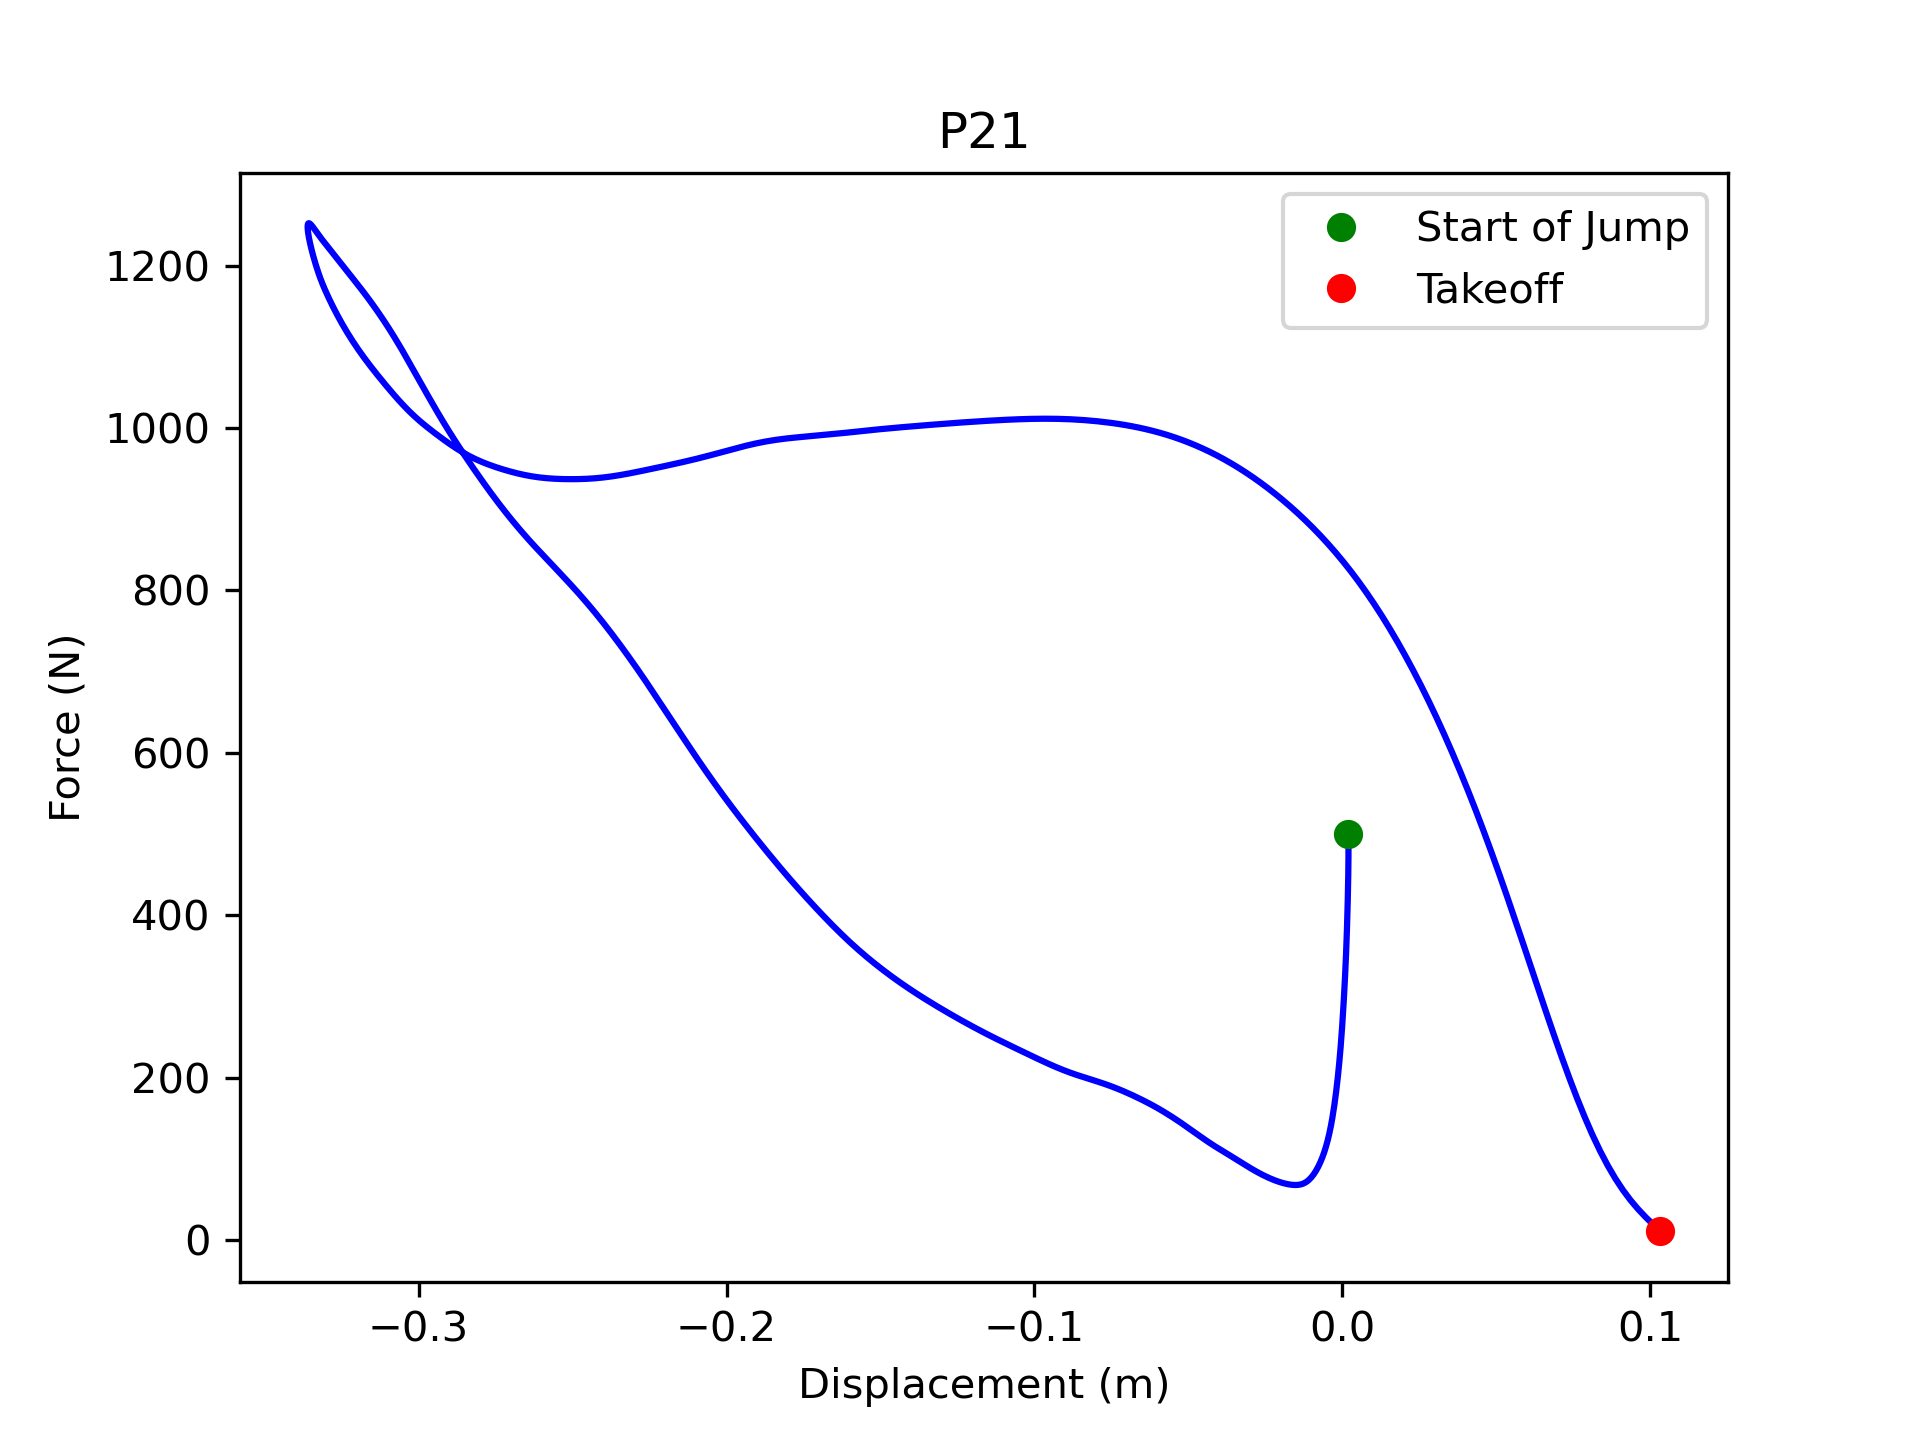 P21
Start of Jump
Takeoff
1200
1000
800
600
400
200
0
Force (N)
−0.3 −0.2 −0.1 0.0 0.1
Displacement (m)